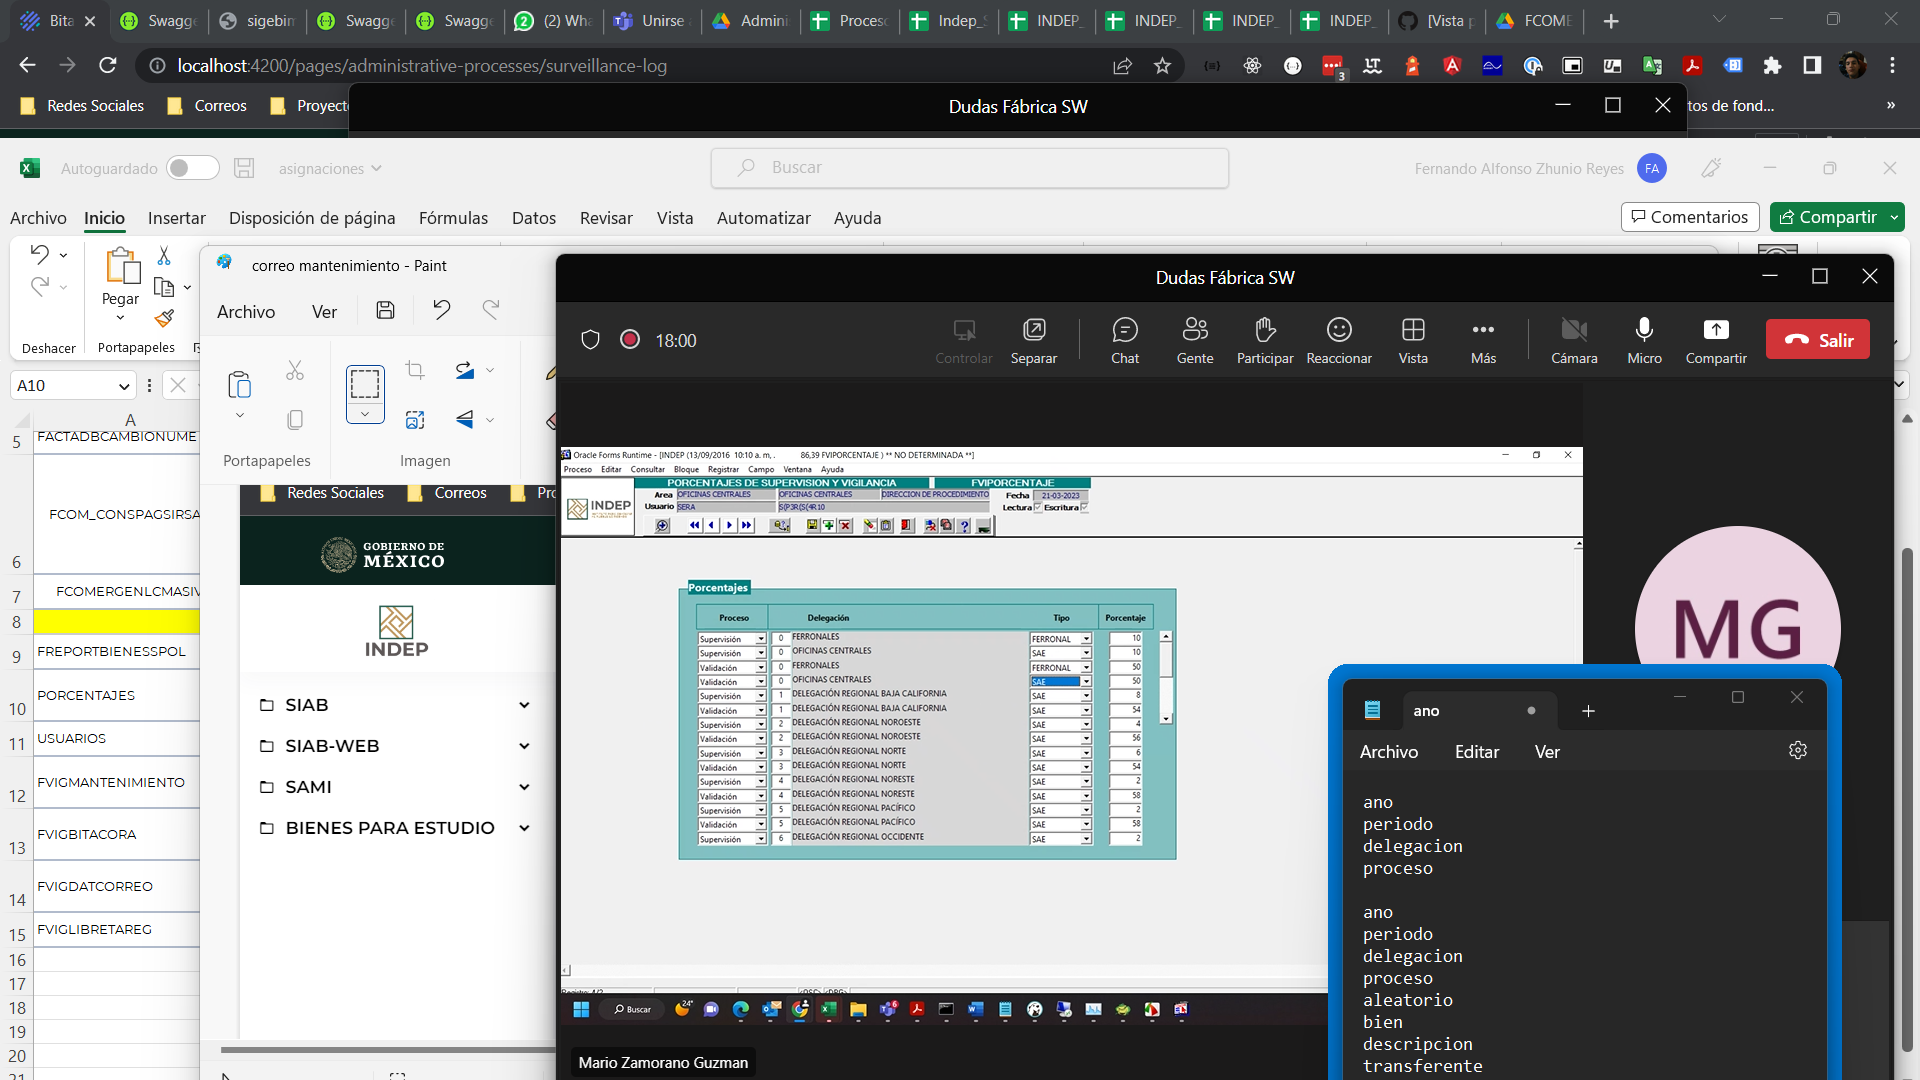 Bita
Swagge
sigebim
Swagge
Swagge
(2) Wha
Unirse
Admini
Proceso
Indep_S
INDEP_
INDEP_
INDEP_
INDEP_
[Vista p
FCOME
localhost:4200/pages/administrative-processes/surveillance-log
Redes Sociales
Correos
Proyect
Dudas Fábrica SW
tos de fond...
Autoguardado
asignaciones
Buscar
Fernando Alfonso Zhunio Reyes
FA
Archivo
Inicio
Insertar
Disposición de página
Fórmulas
Datos
Revisar
Vista
Automatizar
Ayuda
Comentarios
Compartir
Pegar
Deshacer
Portapapeles
A10
A
5 FACTADBCAMBIONUME
6 FCOM_CONSPAGSIRSA
7 FCOMERGENLCMASIV
8
9 FREPORTBIENESSPOL
10 PORCENTAJES
11 USUARIOS
12 FVIGMANTENIMIENTO
13 FVIGBITACORA
14 FVIGDATCORREO
15 FVIGLIBRETAREG
16
17
18
19
20
21
correo mantenimiento - Paint
Archivo
Ver
Portapapeles
Imagen
Redes Sociales
Correos
Pro
GOBIERNO DE
MÉXICO
INDEP
SIAB
SIAB-WEB
SAMI
BIENES PARA ESTUDIO
Dudas Fábrica SW
18:00
Controlar
Separar
Chat
Gente
Participar
Reaccionar
Vista
Más
Cámara
Micro
Compartir
Salir
Oracle Forms Runtime - [INDEP (13/09/2016 10:10 a. m, . 86,39 FVIPORCENTAJE ) ** NO DETERMINADA **]
Proceso Editar Consultar Bloque Registrar Campo Ventana Ayuda
PORCENTAJES DE SUPERVISION Y VIGILANCIA
FVIPORCENTAJE
INDEP
Area OFICINAS CENTRALES OFICINAS CENTRALES DIRECCION DE PROCEDIMIENTO
Fecha 21-03-2023
Usuario SERA S(P3R(S(4R10
Lectura Escritura
Porcentajes
Proceso Delegación Tipo Porcentaje
Supervisión 0 FERRONALES FERRONAL 10
Supervisión 0 OFICINAS CENTRALES SAE 10
Validación 0 FERRONALES FERRONAL 50
Validación 0 OFICINAS CENTRALES SAE 50
Supervisión 1 DELEGACIÓN REGIONAL BAJA CALIFORNIA SAE 8
Validación 1 DELEGACIÓN REGIONAL BAJA CALIFORNIA SAE 54
Supervisión 2 DELEGACIÓN REGIONAL NOROESTE SAE 4
Validación 2 DELEGACIÓN REGIONAL NOROESTE SAE 56
Supervisión 3 DELEGACIÓN REGIONAL NORTE SAE 6
Validación 3 DELEGACIÓN REGIONAL NORTE SAE 54
Supervisión 4 DELEGACIÓN REGIONAL NORESTE SAE 2
Validación 4 DELEGACIÓN REGIONAL NORESTE SAE 58
Supervisión 5 DELEGACIÓN REGIONAL PACÍFICO SAE 2
Validación 5 DELEGACIÓN REGIONAL PACÍFICO SAE 58
Supervisión 6 DELEGACIÓN REGIONAL OCCIDENTE SAE 2
24°
Buscar
Mario Zamorano Guzman
MG
ano
Archivo
Editar
Ver
ano
periodo
delegacion
proceso
ano
periodo
delegacion
proceso
aleatorio
bien
descripcion
transferente